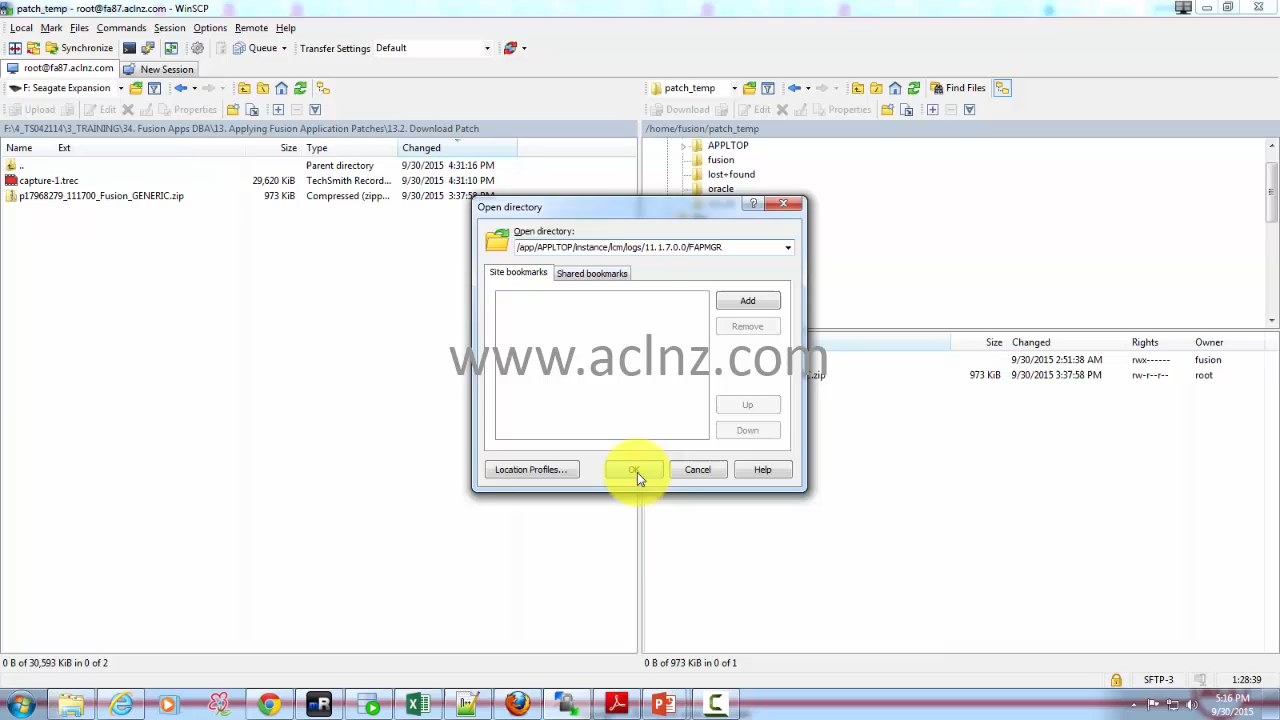 patch_temp - root@fa87.aclnz.com - WinSCP
Local Mark Files Commands Session Options Remote Help
Synchronize Queue Transfer Settings Default
root@fa87.aclnz.com New Session
F: Seagate Expansion
patch_temp Find Files
Upload Edit Properties
Download Edit Properties
F:\4_TS042114\3_TRAINING\34. Fusion Apps DBA\13. Applying Fusion Application Patches\13.2. Download Patch
/home/fusion/patch_temp
Name Ext Size Type Changed
.. Parent directory 9/30/2015 4:31:16 PM
capture-1.trec 29,620 KiB TechSmith Record... 9/30/2015 4:31:10 PM
p17968279_111700_Fusion_GENERIC.zip 973 KiB Compressed (zipp... 9/30/2015 3:37:58
APPLTOP
fusion
lost+found
oracle
Open directory
Open directory:
/app/APPLTOP/instance/lcm/logs/11.1.7.0.0/FAPMGR
Site bookmarks Shared bookmarks
Add
Remove
Up
Down
Location Profiles... OK Cancel Help
Size Changed Rights Owner
9/30/2015 2:51:38 AM rwx------ fusion
.zip 973 KiB 9/30/2015 3:37:58 PM rw-r--r-- root
www.aclnz.com
0 B of 30,593 KiB in 0 of 2
0 B of 973 KiB in 0 of 1
SFTP-3 1:28:39
5:16 PM
9/30/2015